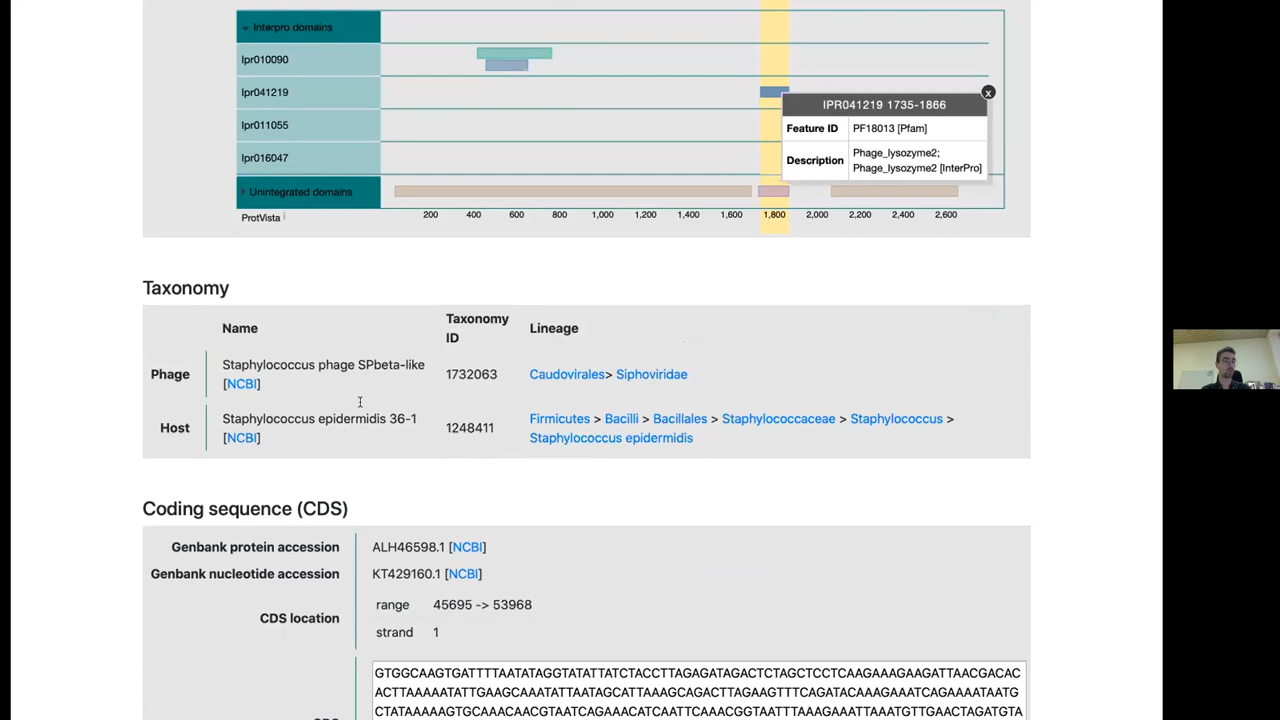 Interpro domains
Ipr010090
Ipr041219
Ipr011055
Ipr016047
x
IPR041219 1735-1866
Feature ID PF18013 [Pfam]
Description Phage_lysozyme2;
Phage_lysozyme2 [InterPro]
Unintegrated domains
ProtVista i 200 400 600 800 1,000 1,200 1,400 1,600 1,800 2,000 2,200 2,400 2,600
Taxonomy
Name Taxonomy ID Lineage
Phage Staphylococcus phage SPbeta-like [NCBI] 1732063 Caudovirales> Siphoviridae
Host Staphylococcus epidermidis 36-1 [NCBI] 1248411 Firmicutes > Bacilli > Bacillales > Staphylococcaceae > Staphylococcus >
Staphylococcus epidermidis
Coding sequence (CDS)
Genbank protein accession ALH46598.1 [NCBI]
Genbank nucleotide accession KT429160.1 [NCBI]
CDS location range 45695 -> 53968
strand 1
GTGGCAAGTGATTTTAATATAGGTATATTATCTACCTTAGAGATAGACTCTAGCTCCTCAAGAAAGAAGATTAACGACAC
ACTTAAAAATATTGAAGCAAATATTAATAGCATTAAAGCAGACTTAGAAGTTTCAGATACAAAGAAATCAGAAAATAATG
CTATAAAAAGTGCAAACAACGTAATCAGAAACATCAATTCAAACGGTAATTTAAAGAAATTAAATGTTGAACTAGATGTA